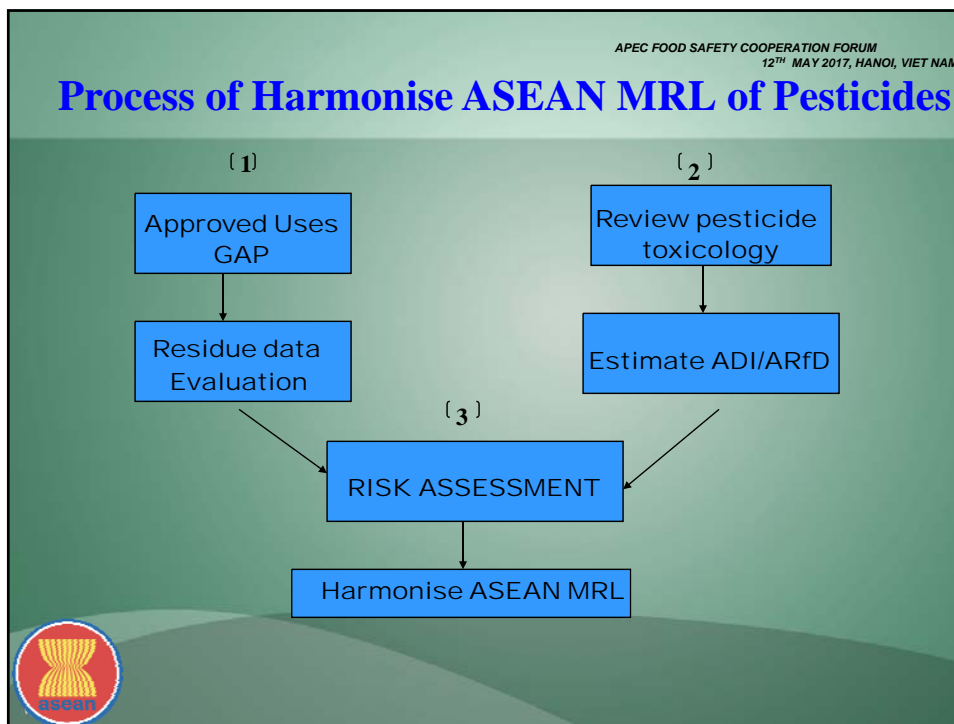 APEC FOOD SAFETY COOPERATION FORUM
12TH MAY 2017, HANOI, VIET NAM
Process of Harmonise ASEAN MRL of Pesticides
(1)
Approved Uses
GAP
Residue data
Evaluation
(2)
Review pesticide
toxicology
Estimate ADI/ARfD
(3)
RISK ASSESSMENT
Harmonise ASEAN MRL
asean